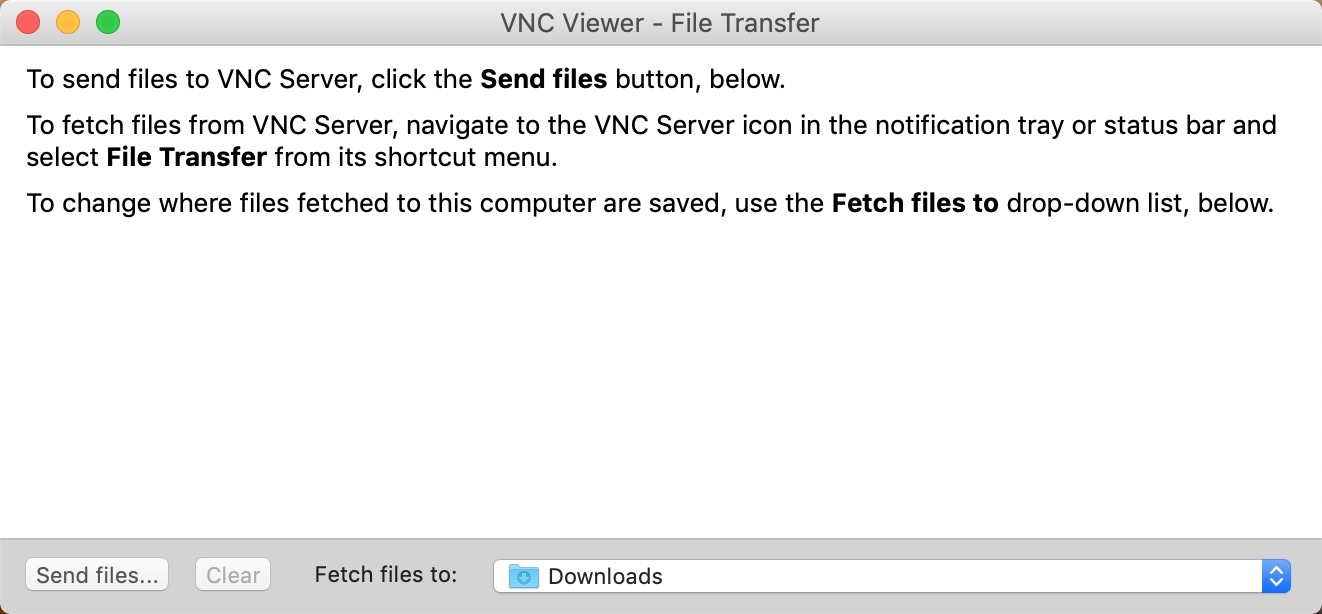 VNC Viewer - File Transfer
To send files to VNC Server, click the Send files button, below.
To fetch files from VNC Server, navigate to the VNC Server icon in the notification tray or status bar and
select File Transfer from its shortcut menu.
To change where files fetched to this computer are saved, use the Fetch files to drop-down list, below.
Send files... Clear Fetch files to: Downloads